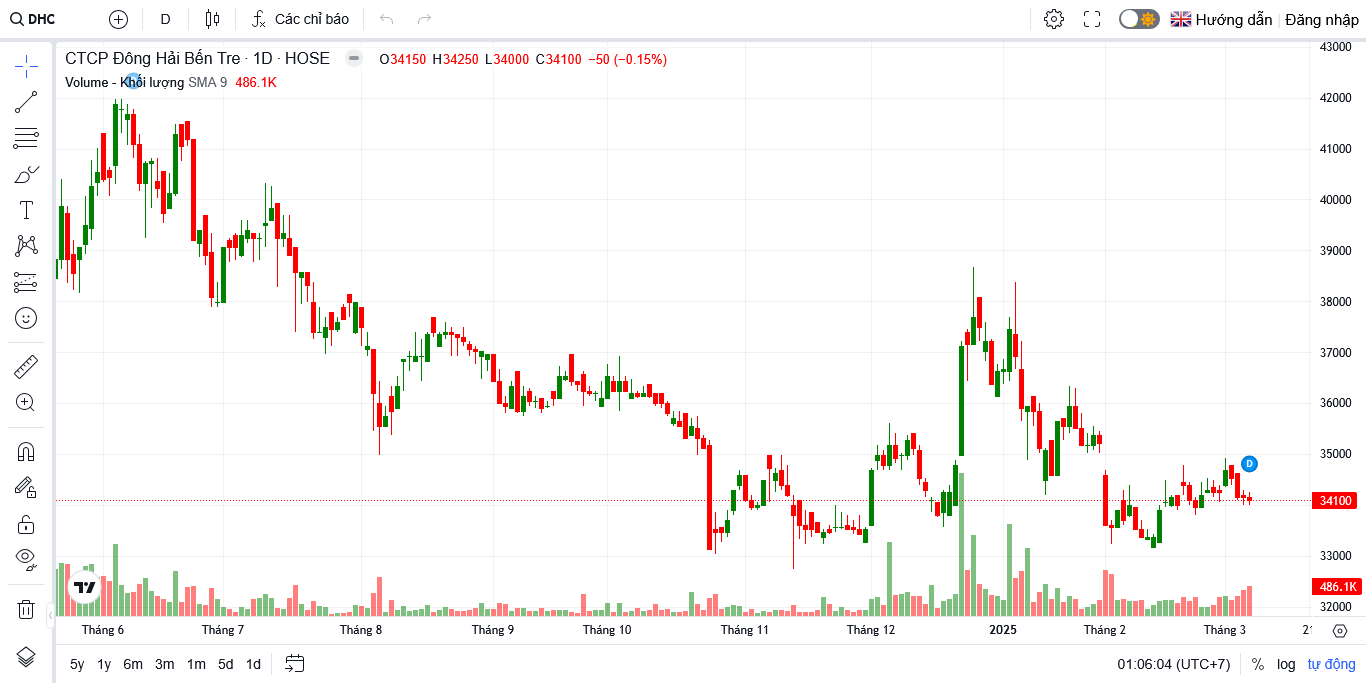 DHC D Các chỉ báo Hướng dẫn Đăng nhập
CTCP Đông Hải Bến Tre · 1D · HOSE O34150 H34250 L34000 C34100 −50 (−0.15%)
Volume - Khối lượng SMA 9 486.1K
43000
42000
41000
40000
39000
38000
37000
36000
35000
D
34100
33000
486.1K
32000
Tháng 6 Tháng 7 Tháng 8 Tháng 9 Tháng 10 Tháng 11 Tháng 12 2025 Tháng 2 Tháng 3
5y 1y 6m 3m 1m 5d 1d 01:06:04 (UTC+7) % log tự động